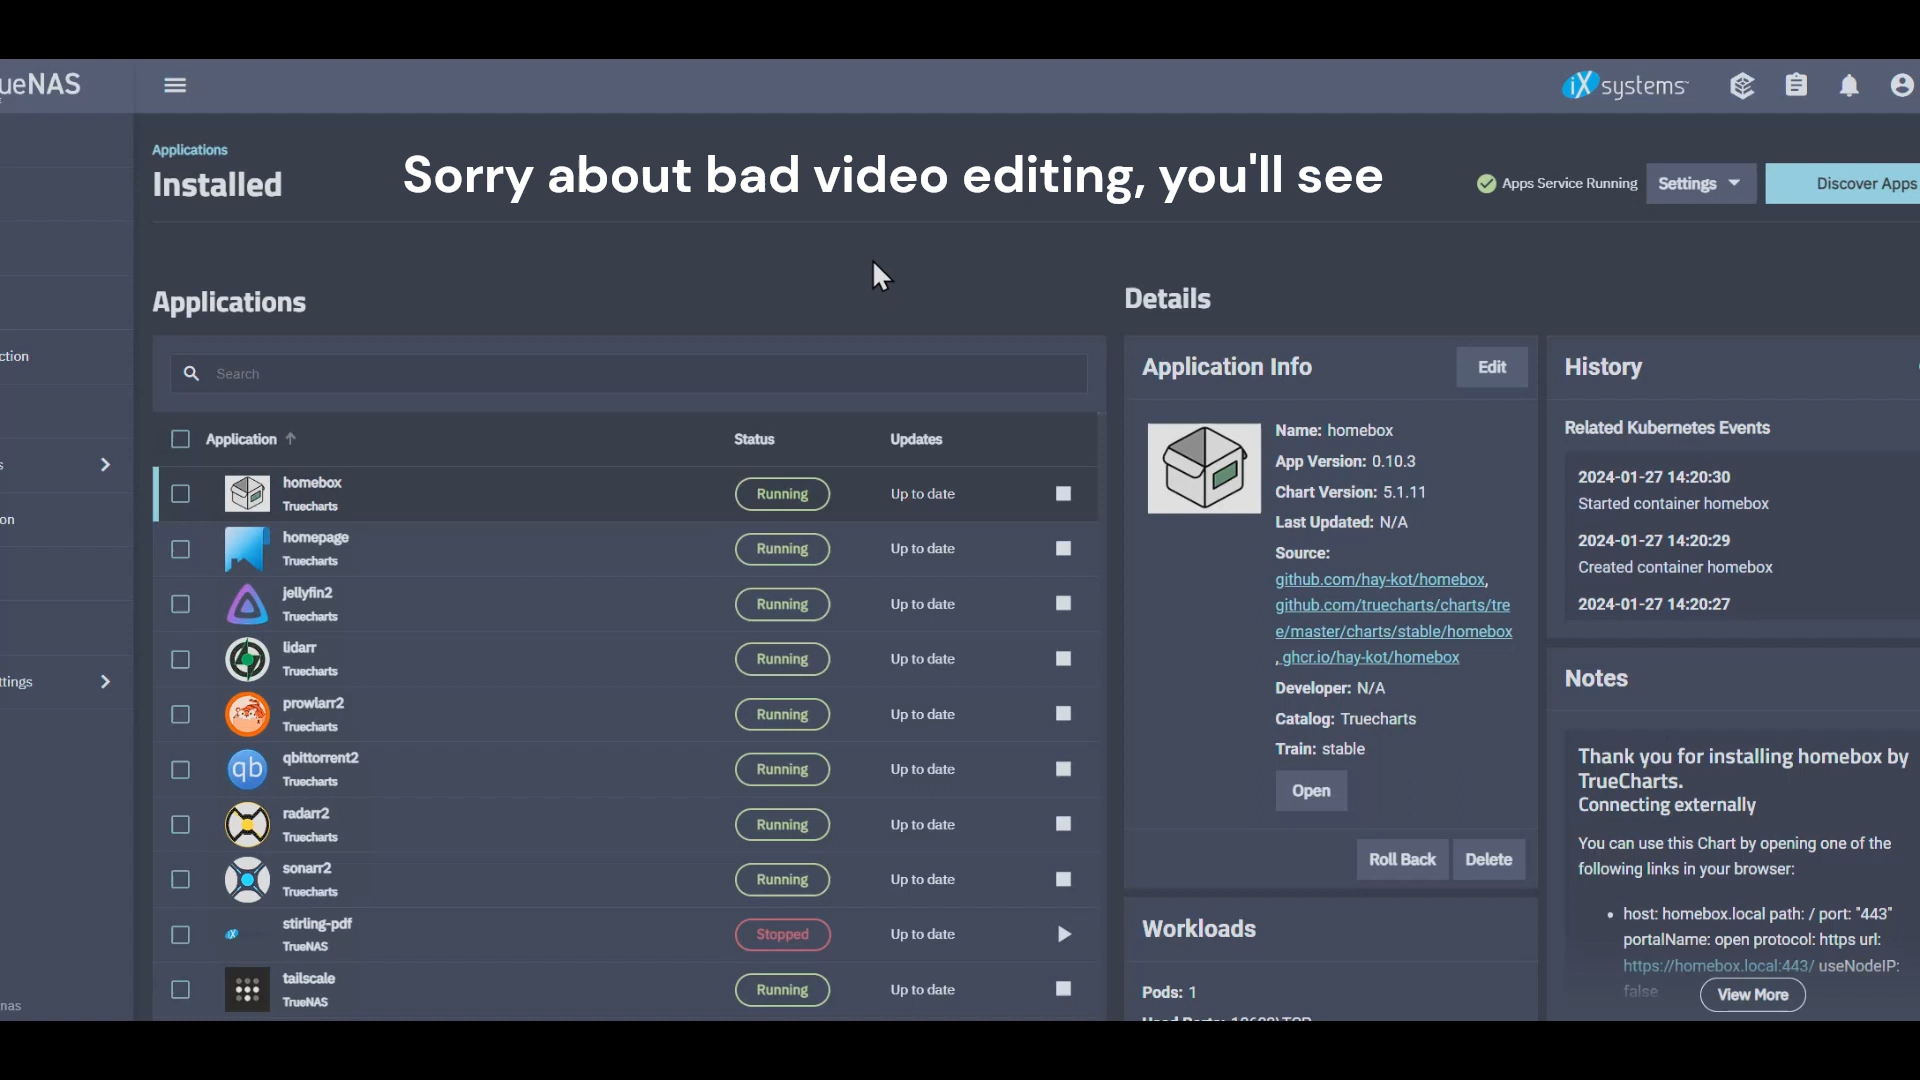 ueNAS
iX systems
Applications
Installed
Sorry about bad video editing, you'll see
Apps Service Running
Settings
Discover Apps
Applications
Search
Application
Status
Updates
homebox
Truecharts
Running
Up to date
homepage
Truecharts
Running
Up to date
jellyfin2
Truecharts
Running
Up to date
lidarr
Truecharts
Running
Up to date
prowlarr2
Truecharts
Running
Up to date
qb
qbittorrent2
Truecharts
Running
Up to date
radarr2
Truecharts
Running
Up to date
sonarr2
Truecharts
Running
Up to date
stirling-pdf
TrueNAS
Stopped
Up to date
tailscale
TrueNAS
Running
Up to date
ction
s
on
ttings
nas
Details
Application Info
Edit
Name: homebox
App Version: 0.10.3
Chart Version: 5.1.11
Last Updated: N/A
Source:
github.com/hay-kot/homebox,
github.com/truecharts/charts/tre
e/master/charts/stable/homebox
, ghcr.io/hay-kot/homebox
Developer: N/A
Catalog: Truecharts
Train: stable
Open
Roll Back
Delete
Workloads
Pods: 1
History
Related Kubernetes Events
2024-01-27 14:20:30
Started container homebox
2024-01-27 14:20:29
Created container homebox
2024-01-27 14:20:27
Notes
Thank you for installing homebox by
TrueCharts.
Connecting externally
You can use this Chart by opening one of the
following links in your browser:
• host: homebox.local path: / port: "443"
portalName: open protocol: https url:
https://homebox.local:443/ useNodeIP:
false
View More